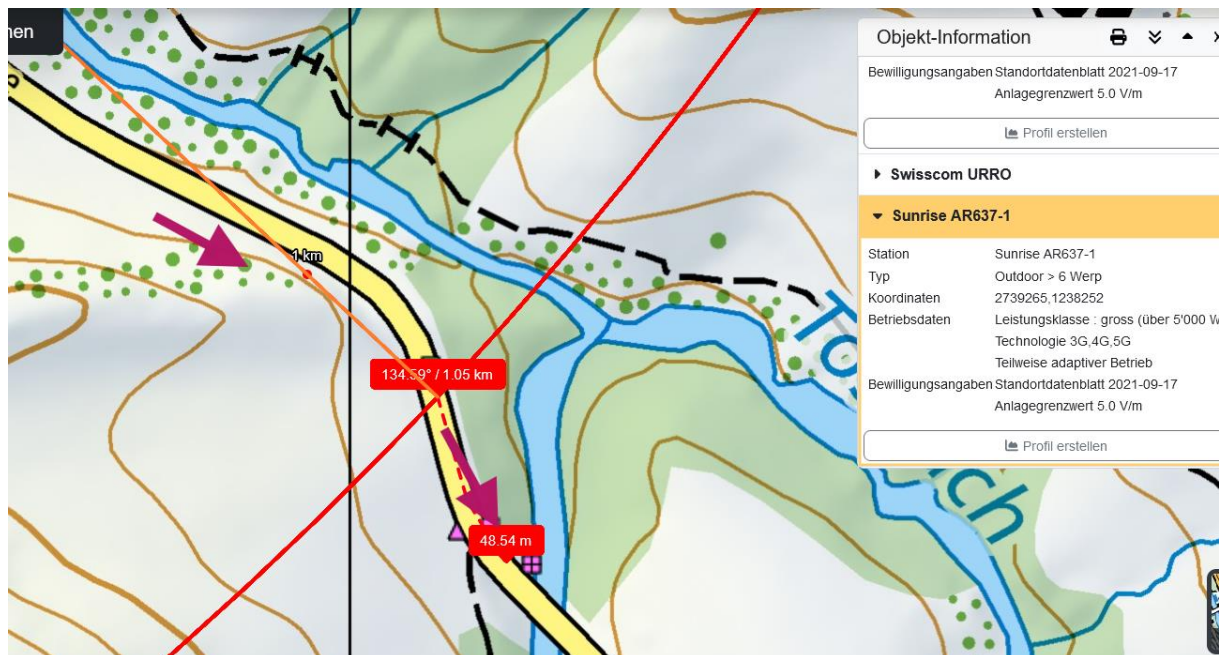 nen
1 km
134.59° / 1.05 km
48.54 m
Objekt-Information
Bewilligungsangaben Standortdatenblatt 2021-09-17
Anlagegrenzwert 5.0 V/m
Profil erstellen
Swisscom URRO
Sunrise AR637-1
Station Sunrise AR637-1
Typ Outdoor > 6 Werp
Koordinaten 2739265,1238252
Betriebsdaten Leistungsklasse : gross (über 5'000 W
Technologie 3G,4G,5G
Teilweise adaptiver Betrieb
Bewilligungsangaben Standortdatenblatt 2021-09-17
Anlagegrenzwert 5.0 V/m
Profil erstellen